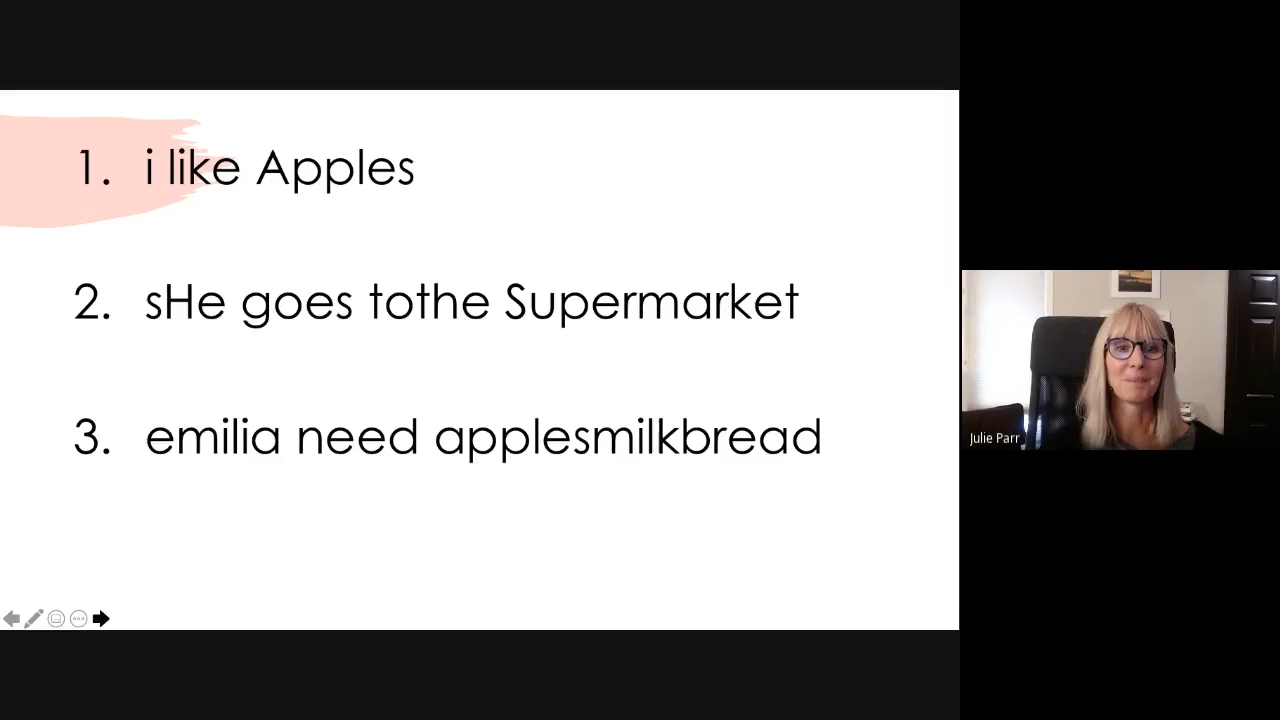 1. i like Apples
2. sHe goes tothe Supermarket
3. emilia need applesmilkbread
Julie Parr